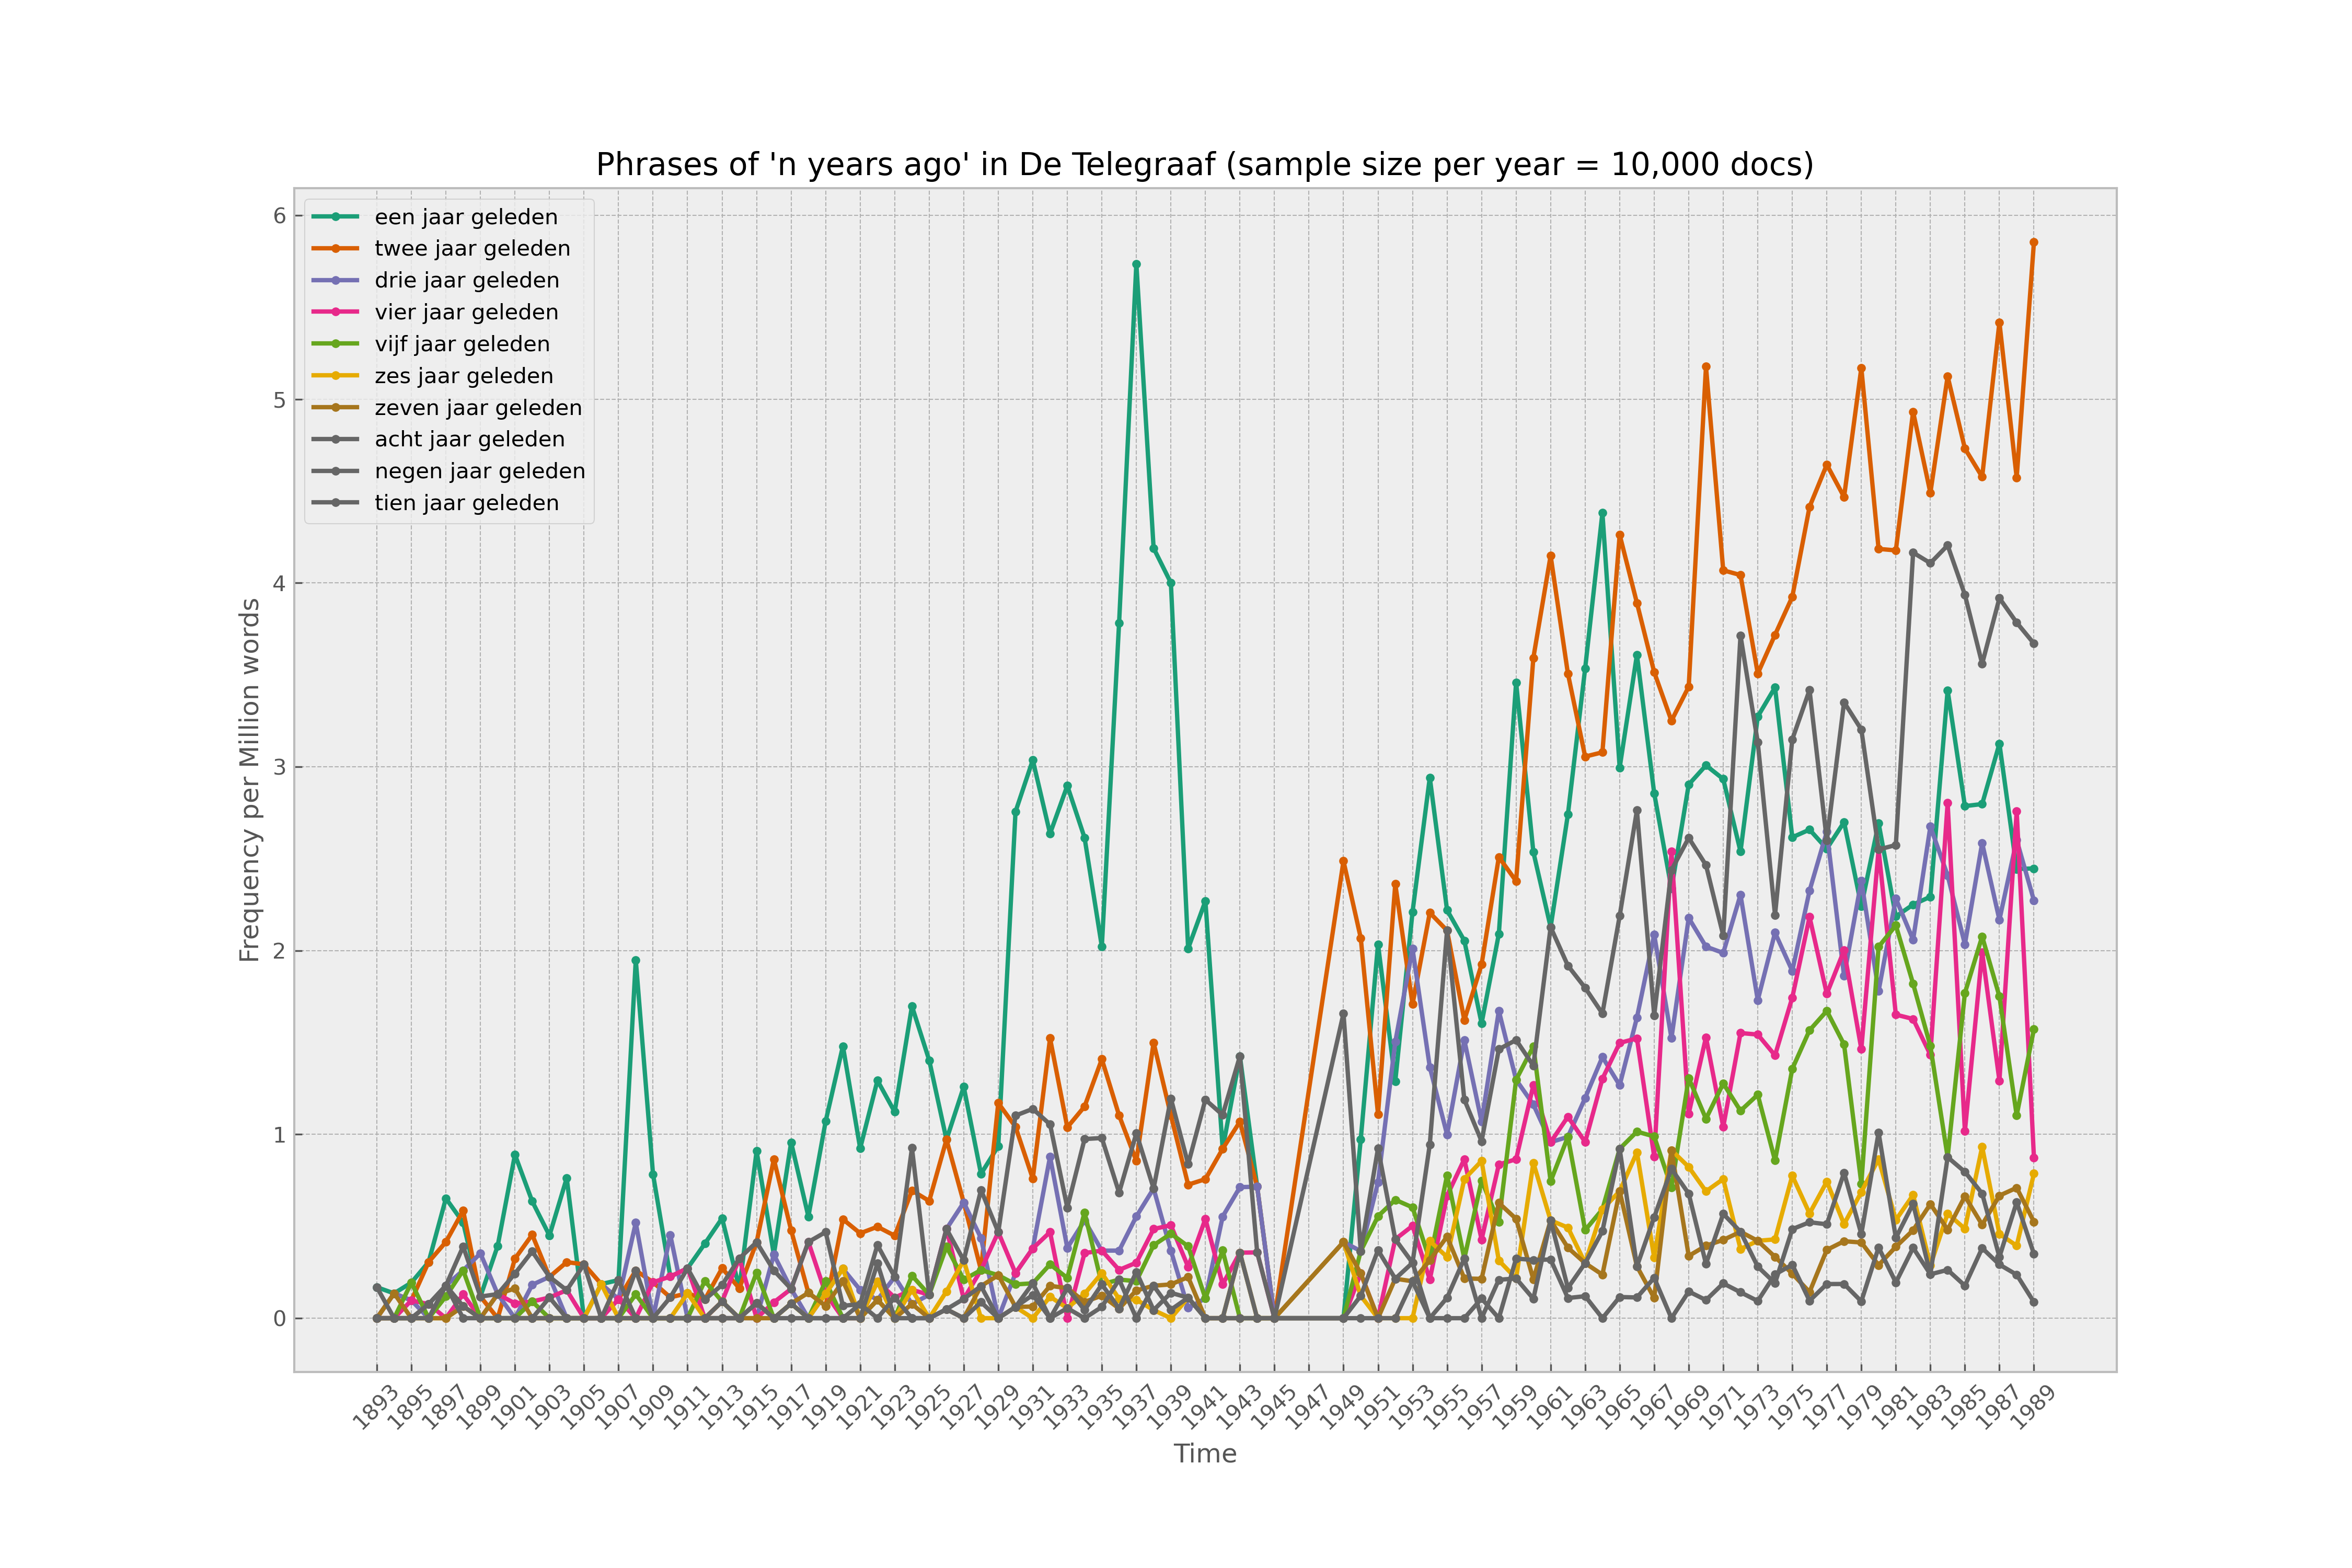 Phrases of 'n years ago' in De Telegraaf (sample size per year = 10,000 docs)
een jaar geleden
twee jaar geleden
drie jaar geleden
vier jaar geleden
vijf jaar geleden
zes jaar geleden
zeven jaar geleden
acht jaar geleden
negen jaar geleden
tien jaar geleden
6
5
4
3
2
1
0
Frequency per Million words
1893 1895 1897 1899 1901 1903 1905 1907 1909 1911 1913 1915 1917 1919 1921 1923 1925 1927 1929 1931 1933 1935 1937 1939 1941 1943 1945 1947 1949 1951 1953 1955 1957 1959 1961 1963 1965 1967 1969 1971 1973 1975 1977 1979 1981 1983 1985 1987 1989
Time